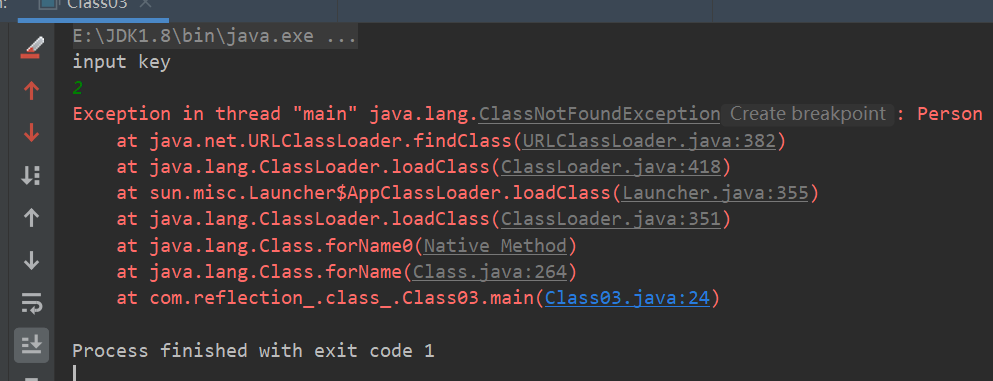 Class03
E:\JDK1.8\bin\java.exe ...
input key
2
Exception in thread "main" java.lang.ClassNotFoundException Create breakpoint : Person
at java.net.URLClassLoader.findClass(URLClassLoader.java:382)
at java.lang.ClassLoader.loadClass(ClassLoader.java:418)
at sun.misc.Launcher$AppClassLoader.loadClass(Launcher.java:355)
at java.lang.ClassLoader.loadClass(ClassLoader.java:351)
at java.lang.Class.forName0(Native Method)
at java.lang.Class.forName(Class.java:264)
at com.reflection_.class_.Class03.main(Class03.java:24)
Process finished with exit code 1